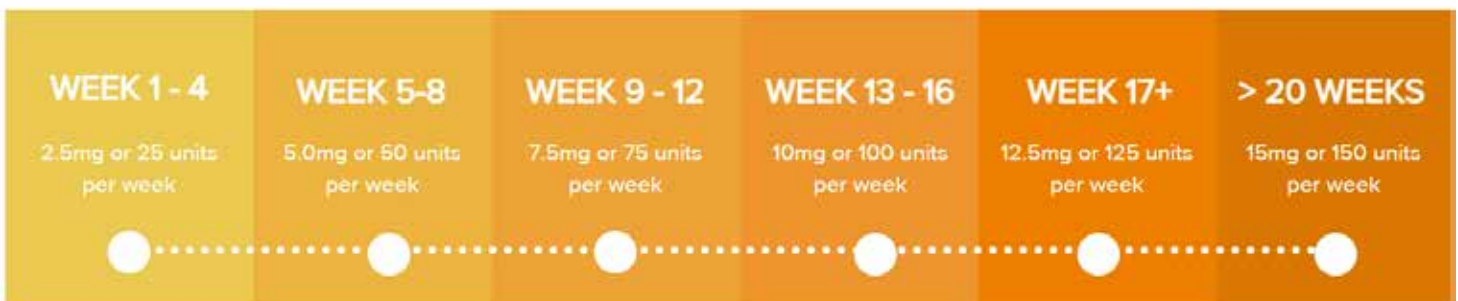 WEEK 1 - 4
2.5mg or 25 units
per week
WEEK 5-8
5.0mg or 50 units
per week
WEEK 9 - 12
7.5mg or 75 units
per week
WEEK 13 - 16
10mg or 100 units
per week
WEEK 17+
12.5mg or 125 units
per week
> 20 WEEKS
15mg or 150 units
per week